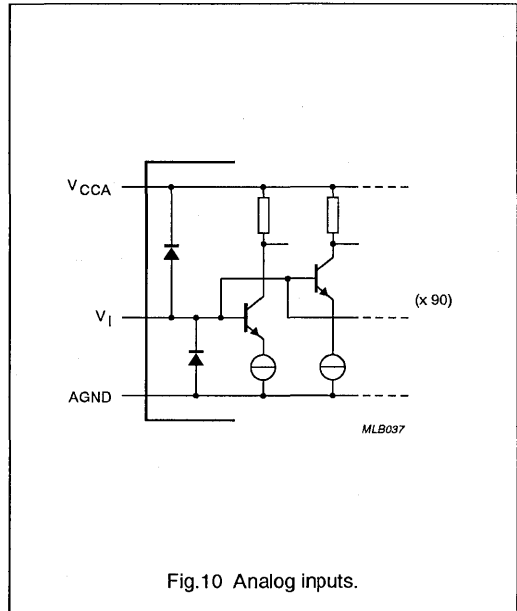 V_CCA
V_I
(x 90)
AGND
MLB037
Fig.10 Analog inputs.